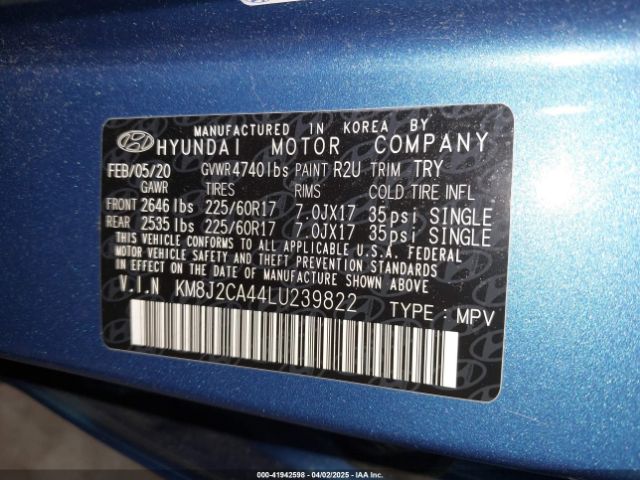 MANUFACTURED IN KOREA BY
HYUNDAI MOTOR COMPANY
FEB/05/20 GVWR 4740lbs PAINT R2U TRIM TRY
GAWR TIRES RIMS COLD TIRE INFL
FRONT 2646 lbs 225/60R17 7.0JX17 35psi SINGLE
REAR 2535 lbs 225/60R17 7.0JX17 35psi SINGLE
THIS VEHICLE CONFORMS TO ALL APPLICABLE U.S.A. FEDERAL
MOTOR VEHICLE SAFETY AND THEFT PREVENTION STANDARDS
IN EFFECT ON THE DATE OF MANUFACTURE SHOWN ABOVE.
V.I.N KM8J2CA44LU239822
TYPE : MPV
000-41942598 04/02/2025 IAA Inc.